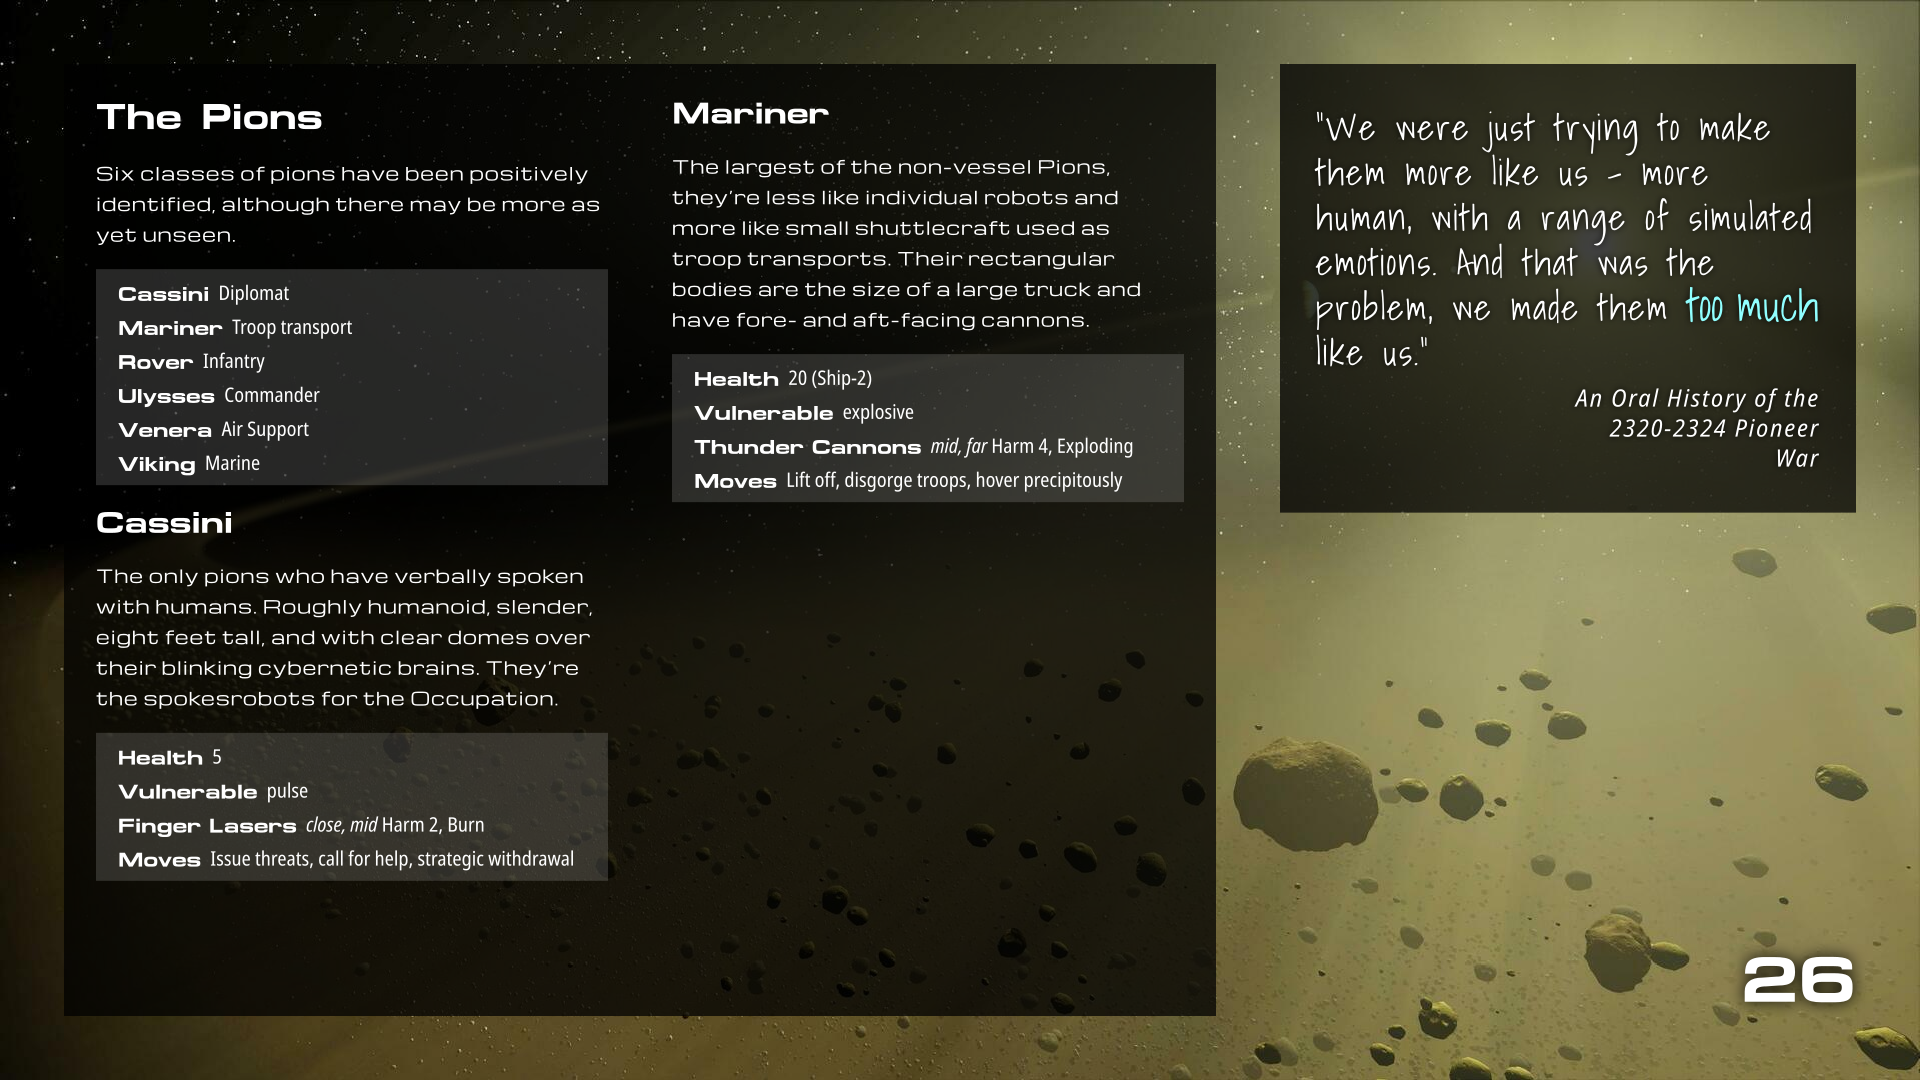 The Pions
Six classes of pions have been positively
identified, although there may be more as
yet unseen.
Cassini Diplomat
Mariner Troop transport
Rover Infantry
Ulysses Commander
Venera Air Support
Viking Marine
Cassini
The only pions who have verbally spoken
with humans. Roughly humanoid, slender,
eight feet tall, and with clear domes over
their blinking cybernetic brains. They're
the spokesrobots for the Occupation.
Health 5
Vulnerable pulse
Finger Lasers close, mid Harm 2, Burn
Moves Issue threats, call for help, strategic withdrawal
Mariner
The largest of the non-vessel Pions,
they're less like individual robots and
more like small shuttlecraft used as
troop transports. Their rectangular
bodies are the size of a large truck and
have fore- and aft-facing cannons.
Health 20 (Ship-2)
Vulnerable explosive
Thunder Cannons mid, far Harm 4, Exploding
Moves Lift off, disgorge troops, hover precipitously
"We were just trying to make
them more like us - more
human, with a range of simulated
emotions. And that was the
problem, we made them too much
like us."
An Oral History of the
2320-2324 Pioneer
War
26